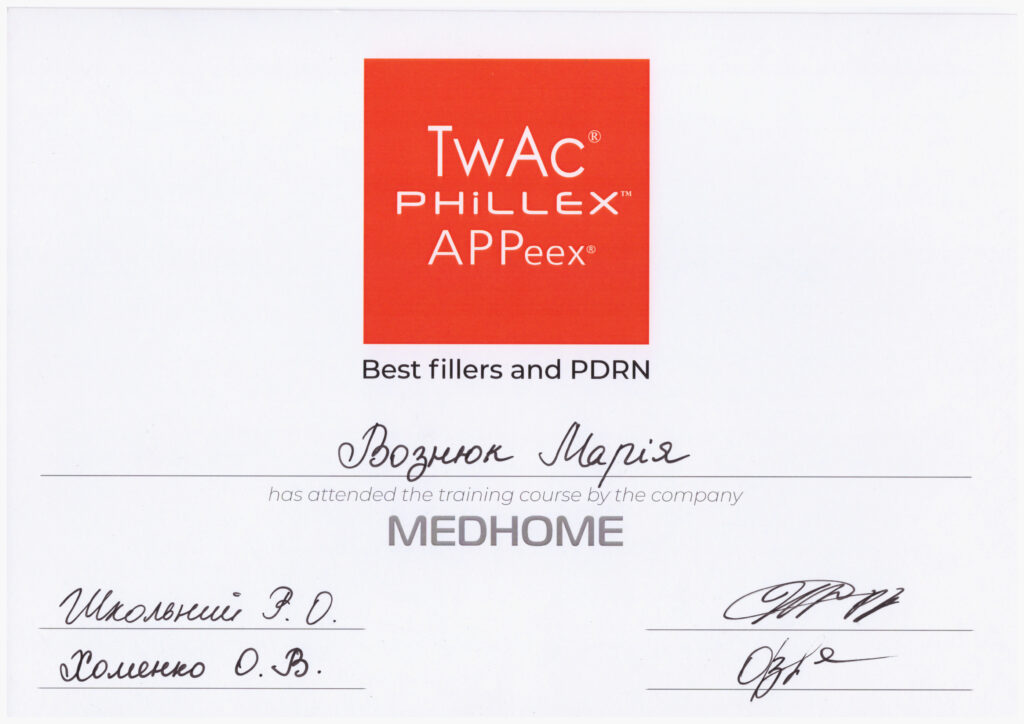 TwAc®
PHiLLEX™
APPeex®
Best fillers and PDRN
Вознюк Марія
has attended the training course by the company
MEDHOME
Школьний Р. О.
Хоменко О. В.